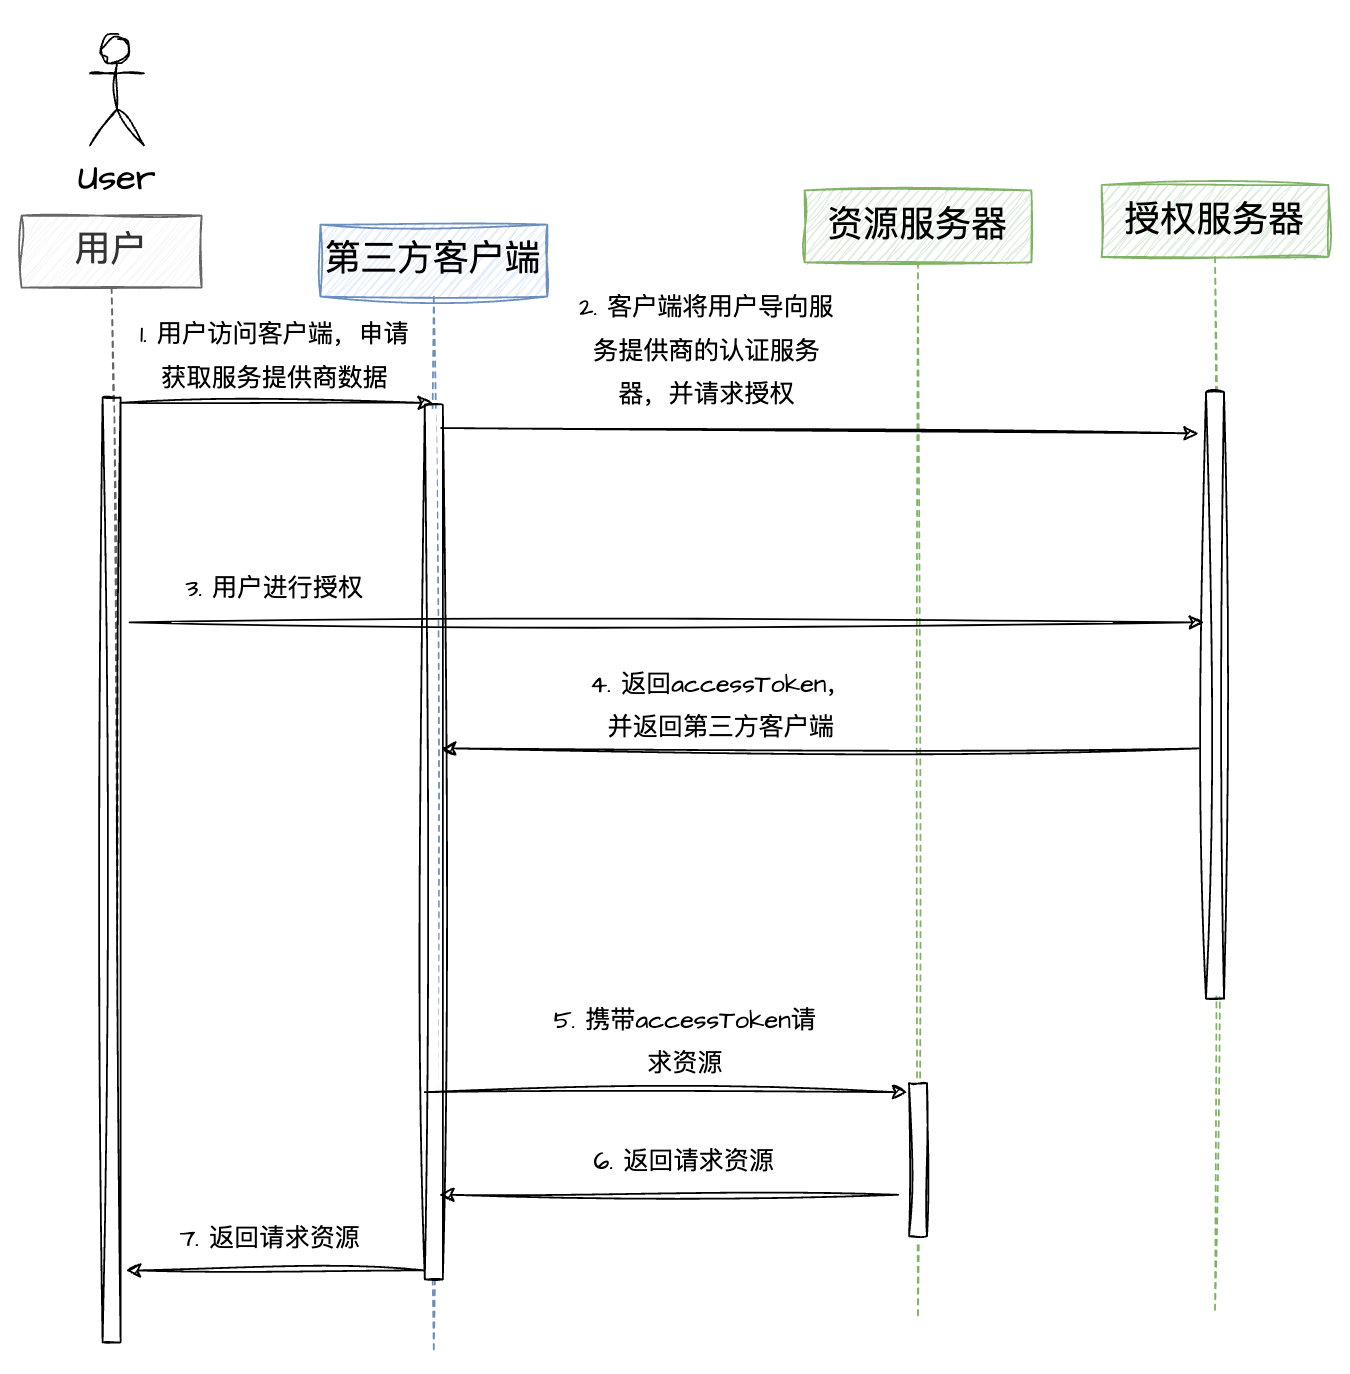 User
用户
第三方客户端
资源服务器
授权服务器
1. 用户访问客户端，申请
获取服务提供商数据
2. 客户端将用户导向服
务提供商的认证服务
器，并请求授权
3. 用户进行授权
4. 返回accessToken，
并返回第三方客户端
5. 携带accessToken请
求资源
6. 返回请求资源
7. 返回请求资源